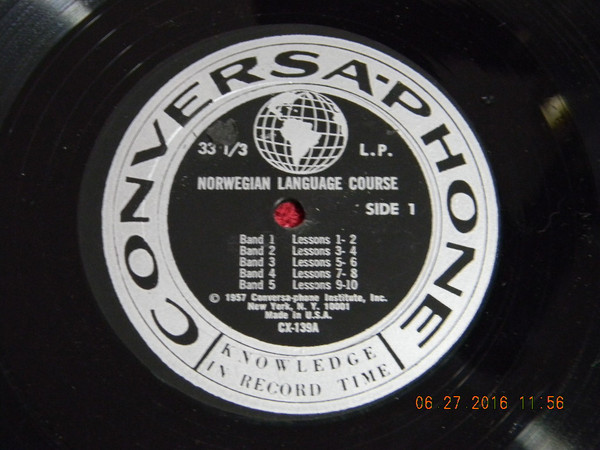 CONVERSA-PHONE
33 1/3 L.P.
NORWEGIAN LANGUAGE COURSE
SIDE 1
Band 1 Lessons 1- 2
Band 2 Lessons 3- 4
Band 3 Lessons 5- 6
Band 4 Lessons 7- 8
Band 5 Lessons 9-10
© 1957 Conversa-phone Institute, Inc.
New York, N. Y. 10001
Made in U.S.A.
CX-139A
KNOWLEDGE
IN RECORD TIME
06 27 2016 11:56